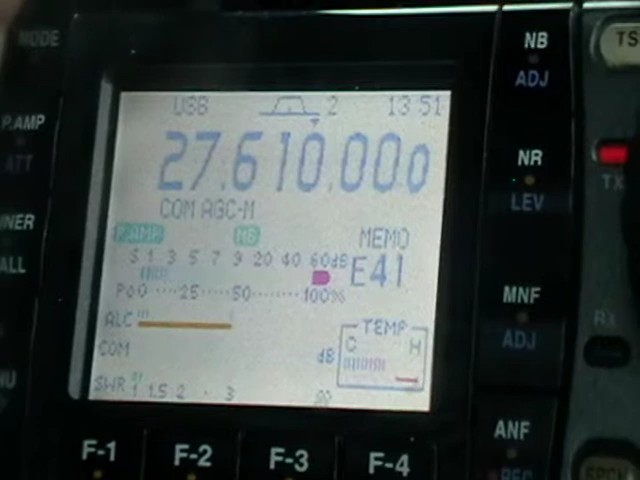 MODE
P.AMP
ATT
NER
ALL
NU
USB 2 13:51
27.610.000
COM AGC-M
P.AMP NB
MEMO
S 1 3 5 7 9 20 40 60dB
E41
Po 0 25 50 100%
ALC
COM dB
TEMP
C H
SWR 1 1.5 2 3
F-1 F-2 F-3 F-4
NB
ADJ
NR
LEV
MNF
ADJ
ANF
TS
TX
RX